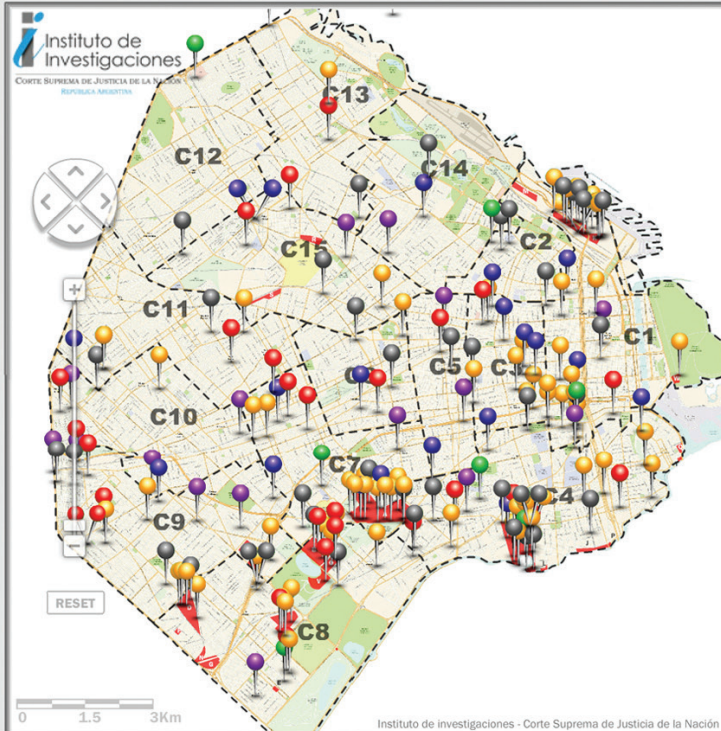 Instituto de
Investigaciones
CORTE SUPREMA DE JUSTICIA DE LA NACIÓN
REPÚBLICA ARGENTINA
C13
C12
C14
C2
C15
C11
C1
C5
C3
C10
C7
C4
C9
RESET
C8
0 1.5 3Km
Instituto de investigaciones - Corte Suprema de Justicia de la Nación